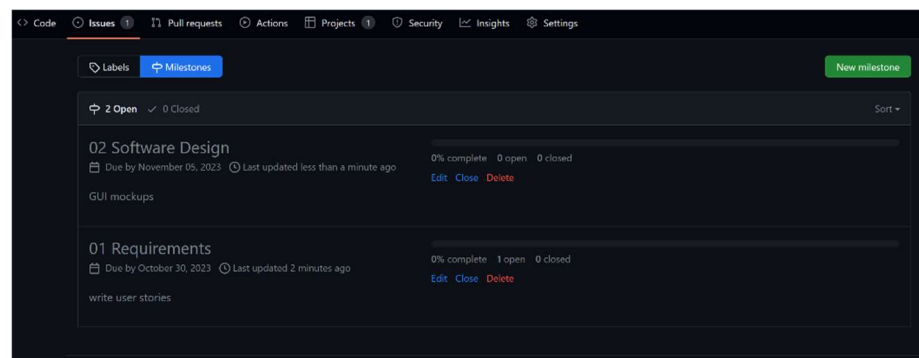 Code Issues 1 Pull requests Actions Projects 1 Security Insights Settings
Labels Milestones New milestone
2 Open 0 Closed Sort
02 Software Design
Due by November 05, 2023 Last updated less than a minute ago
GUI mockups
0% complete 0 open 0 closed
Edit Close Delete
01 Requirements
Due by October 30, 2023 Last updated 2 minutes ago
write user stories
0% complete 1 open 0 closed
Edit Close Delete